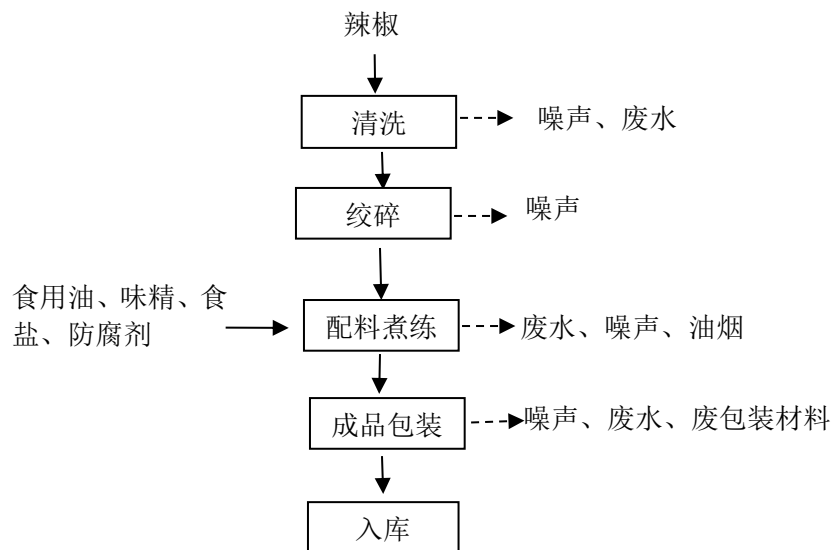 辣椒
清洗
噪声、废水
绞碎
噪声
食用油、味精、食
盐、防腐剂
配料煮练
废水、噪声、油烟
成品包装
噪声、废水、废包装材料
入库